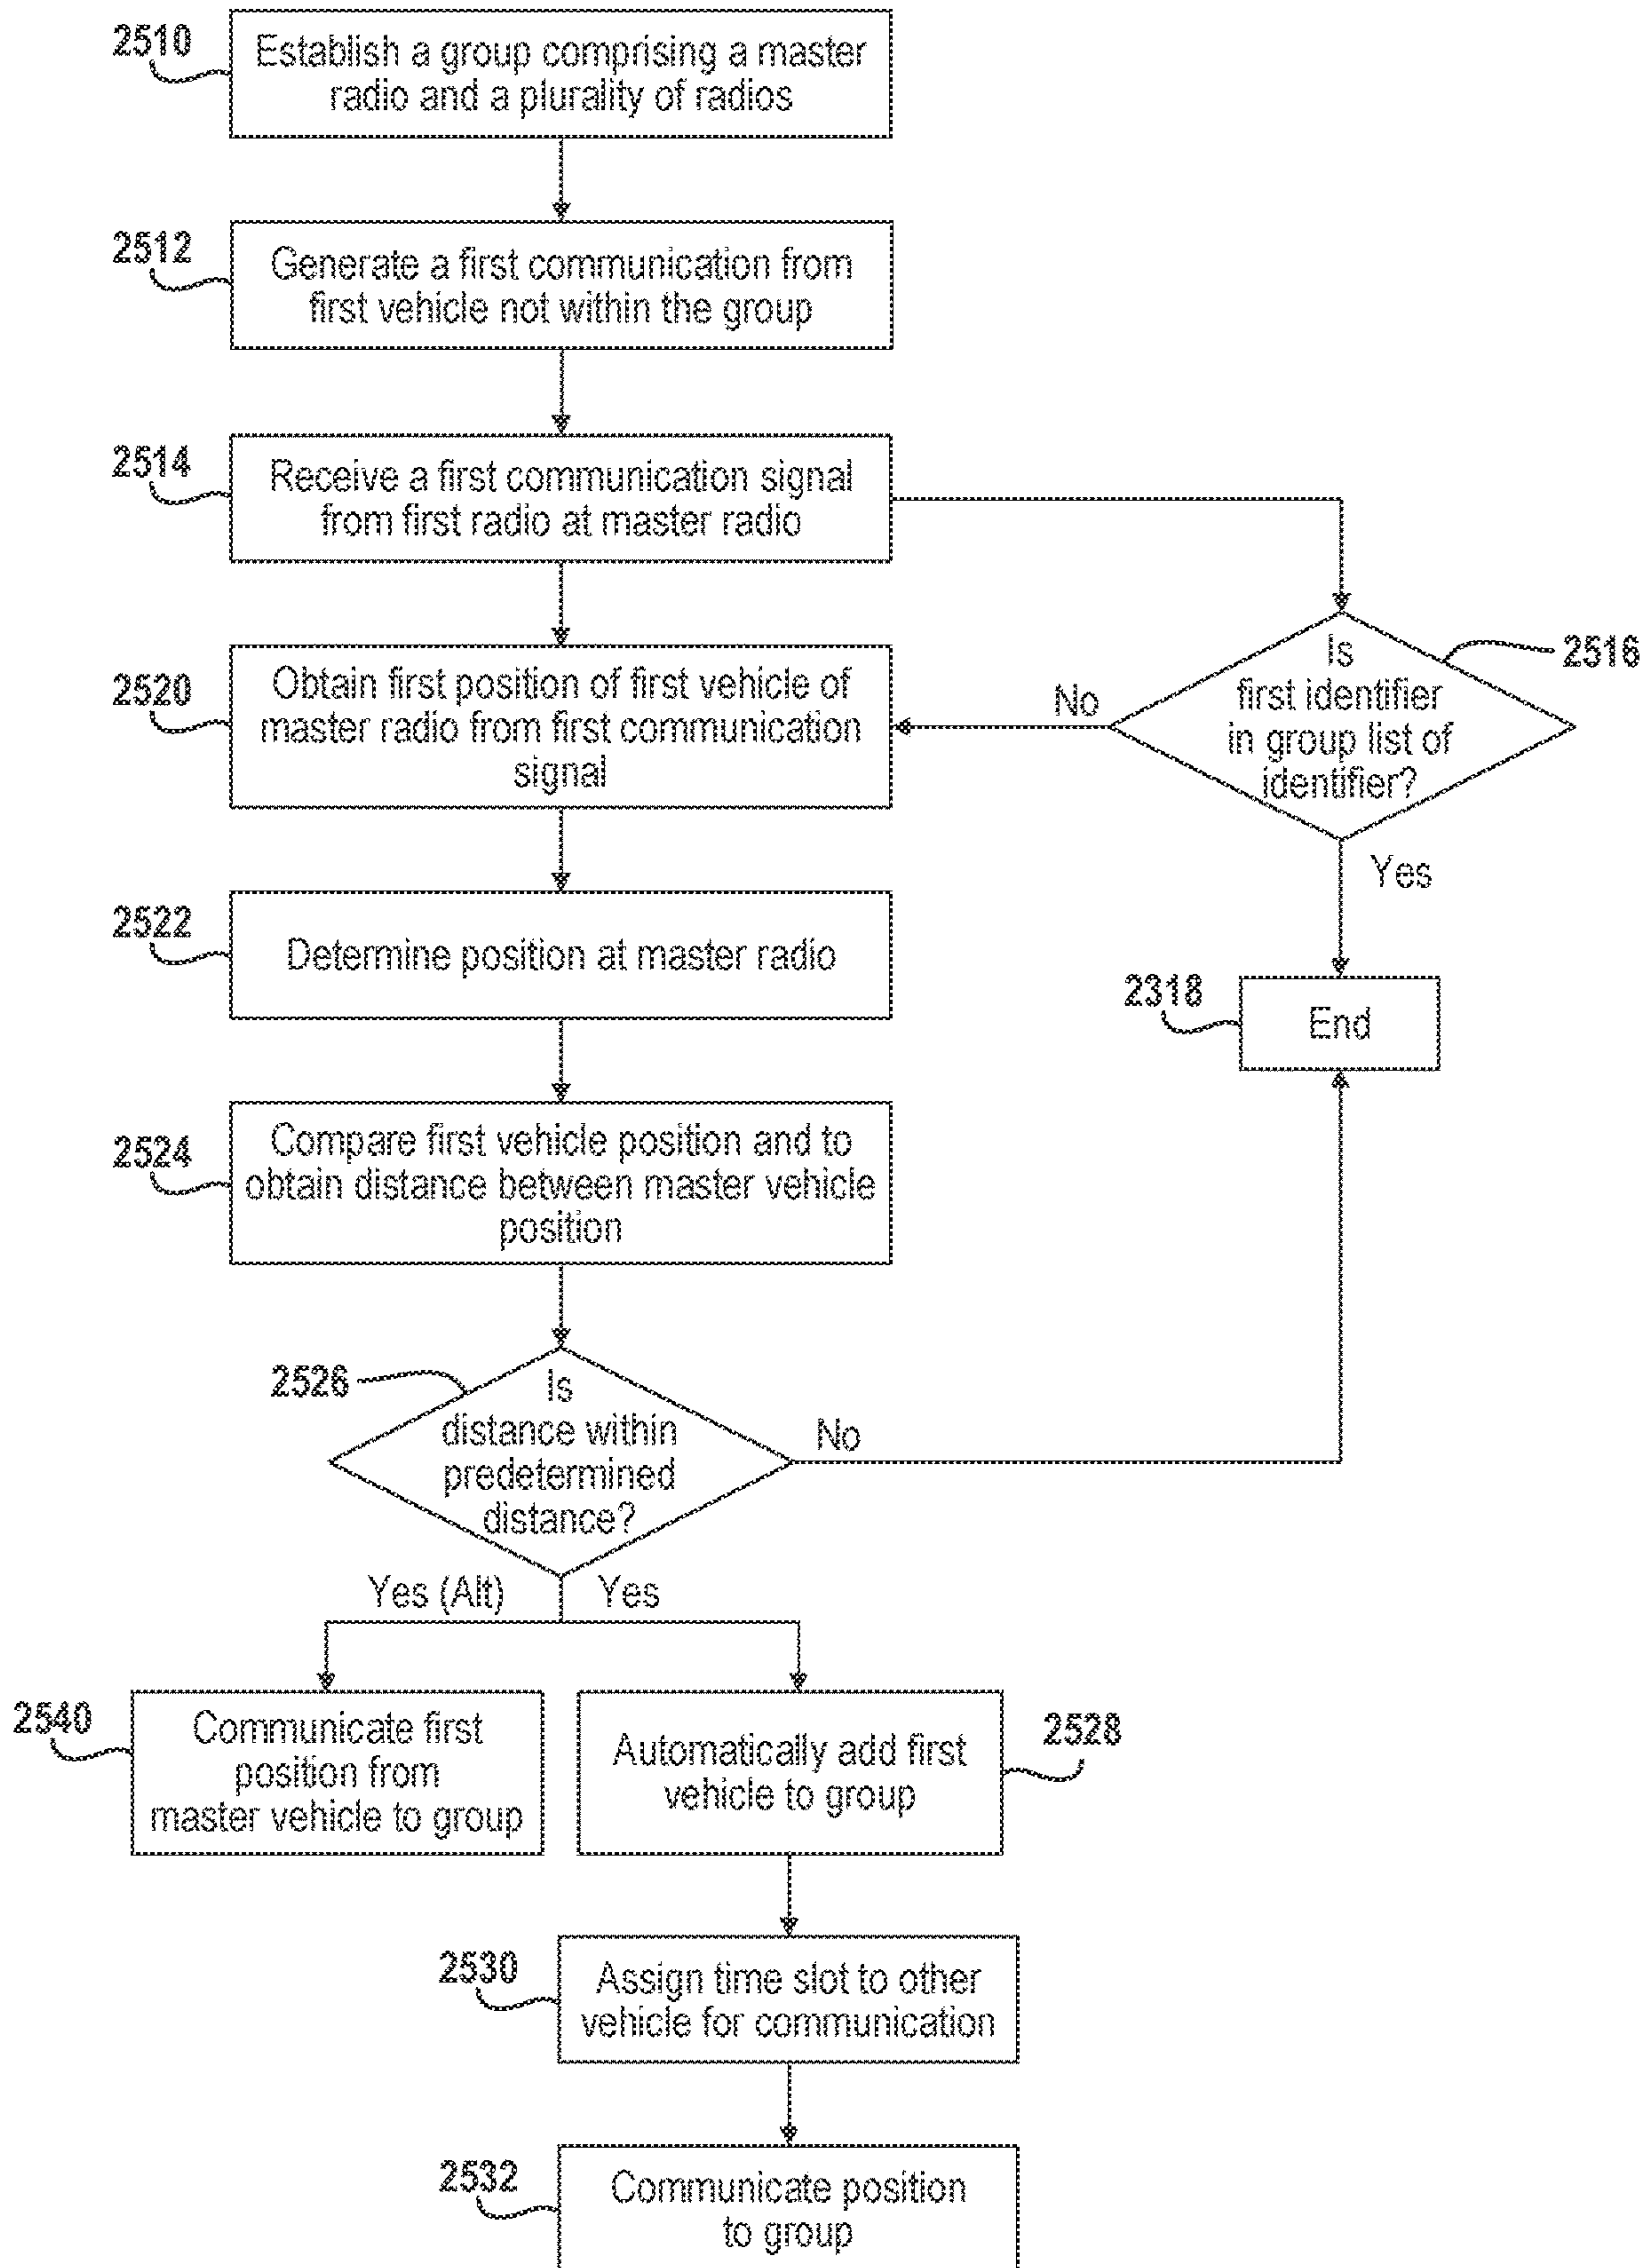 2510
Establish a group comprising a master
radio and a plurality of radios
2512
Generate a first communication from
first vehicle not within the group
2514
Receive a first communication signal
from first radio at master radio
2516
Is
first identifier
in group list of
identifier?
No
Yes
2520
Obtain first position of first vehicle of
master radio from first communication
signal
2522
Determine position at master radio
2318
End
2524
Compare first vehicle position and to
obtain distance between master vehicle
position
2526
Is
distance within
predetermined
distance?
No
Yes (Alt)
Yes
2540
Communicate first
position from
master vehicle to group
2528
Automatically add first
vehicle to group
2530
Assign time slot to other
vehicle for communication
2532
Communicate position
to group